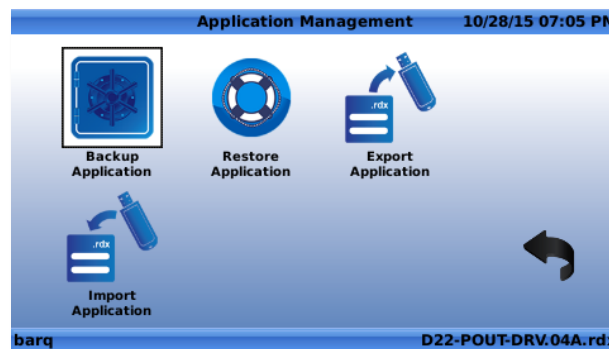 Application Management 10/28/15 07:05 PM
Backup
Application
Restore
Application
Export
Application
.rdx
.rdx
Import
Application
barq D22-POUT-DRV.04A.rdx